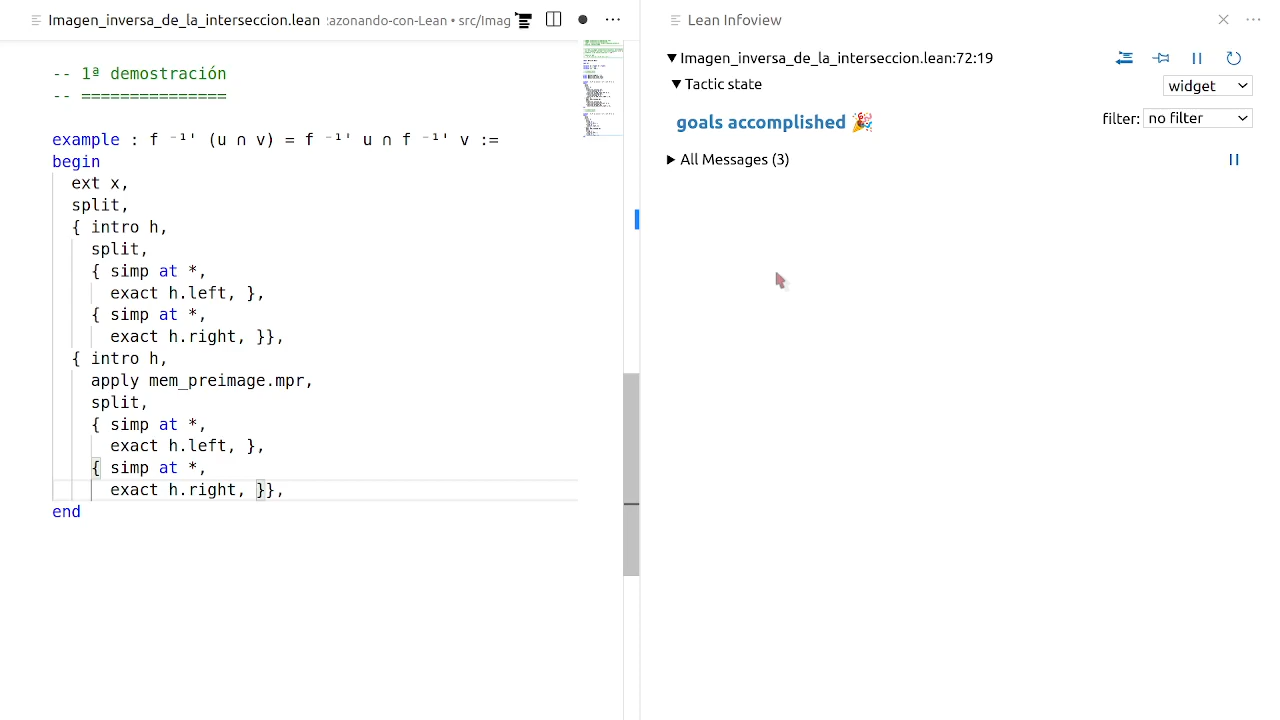 Imagen_inversa_de_la_interseccion.lean azonando-con-Lean • src/Imag
-- 1ª demostración
-- ===============
example : f ⁻¹' (u ∩ v) = f ⁻¹' u ∩ f ⁻¹' v :=
begin
  ext x,
  split,
  { intro h,
    split,
    { simp at *,
      exact h.left, },
    { simp at *,
      exact h.right, }},
  { intro h,
    apply mem_preimage.mpr,
    split,
    { simp at *,
      exact h.left, },
    { simp at *,
      exact h.right, }},
end
Lean Infoview
Imagen_inversa_de_la_interseccion.lean:72:19
Tactic state
widget
goals accomplished 🎉
filter: no filter
All Messages (3)